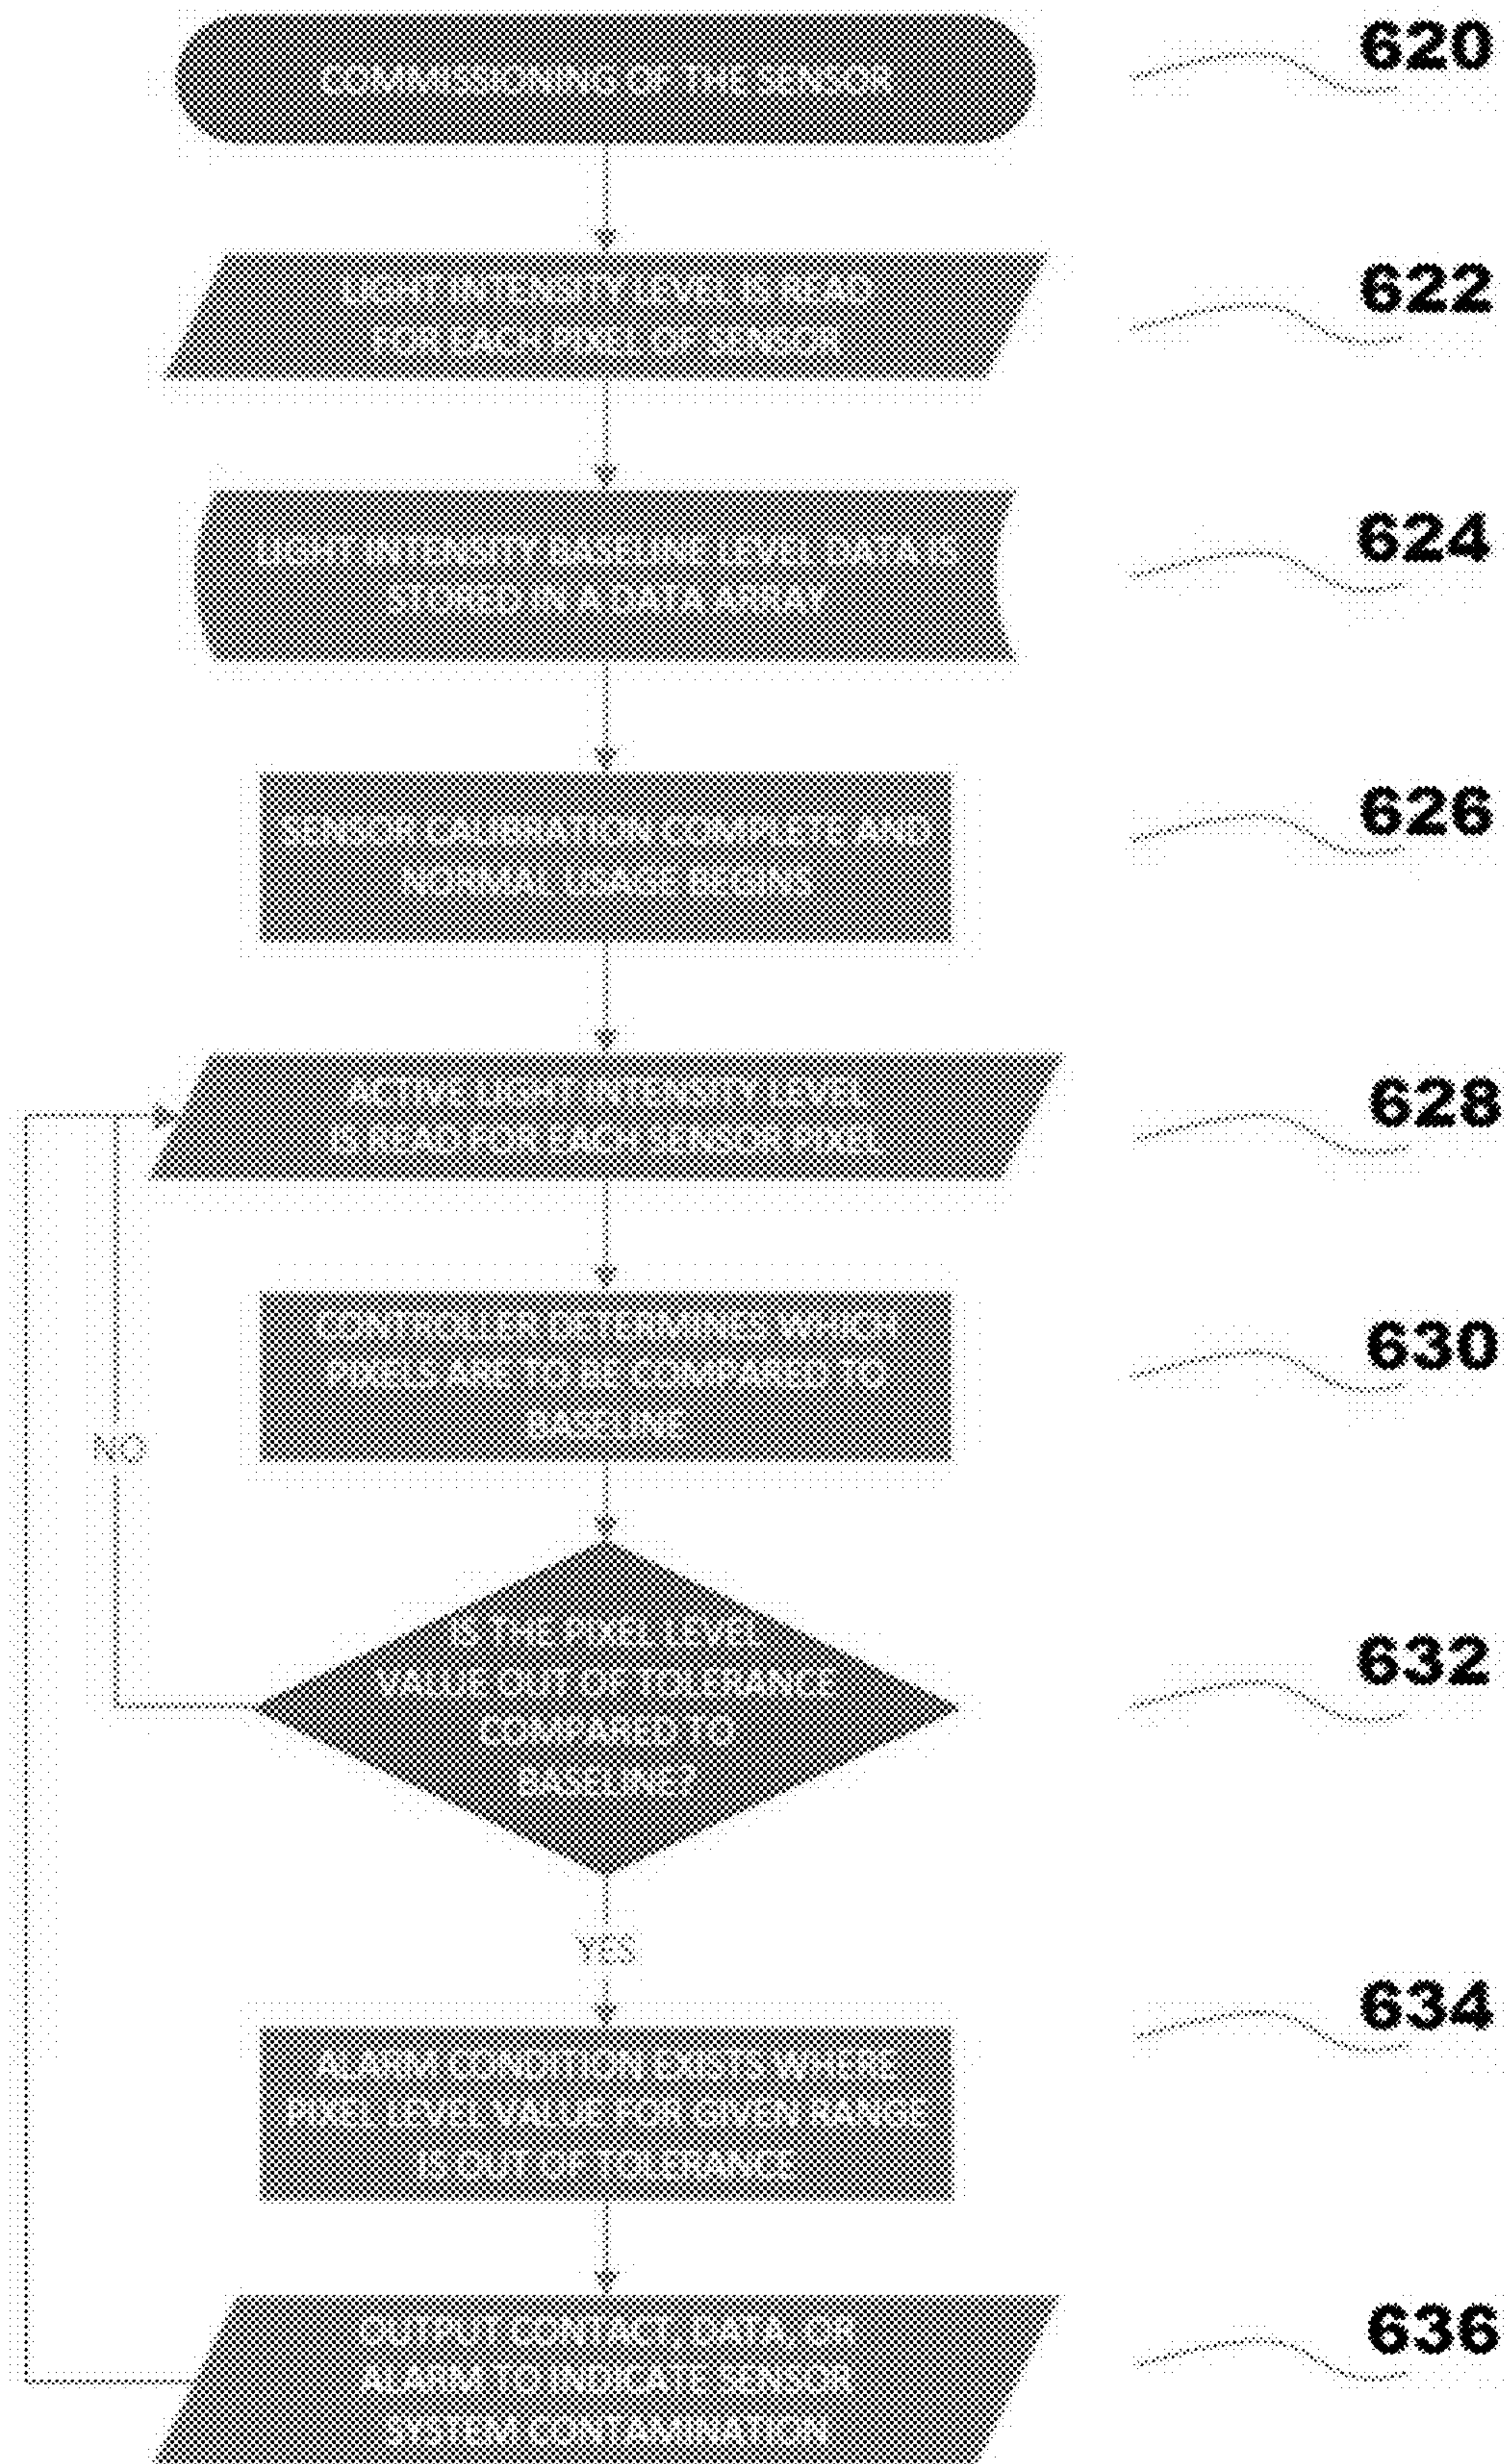 COMMISSIONING OF THE SENSOR
620
LIGHT INTENSITY LEVEL IS READ
FOR EACH PIXEL OF SENSOR
622
LIGHT INTENSITY BASELINE LEVEL DATA IS
STORED IN A DATA ARRAY
624
SENSOR CALIBRATION COMPLETE AND
NORMAL USAGE BEGINS
626
ACTIVE LIGHT INTENSITY LEVEL
IS READ FOR EACH SENSOR PIXEL
628
CONTROLLER DETERMINES WHICH
PIXELS ARE TO BE COMPARED TO
BASELINE
630
NO
IS THE PIXEL LEVEL
VALUE OUT OF TOLERANCE
COMPARED TO
BASELINE?
632
YES
ALARM CONDITION EXISTS WHERE
PIXEL LEVEL VALUE FOR GIVEN RANGE
IS OUT OF TOLERANCE
634
OUTPUT CONTACT, DATA, OR
ALARM TO INDICATE SENSOR
SYSTEM CONTAMINATION
636